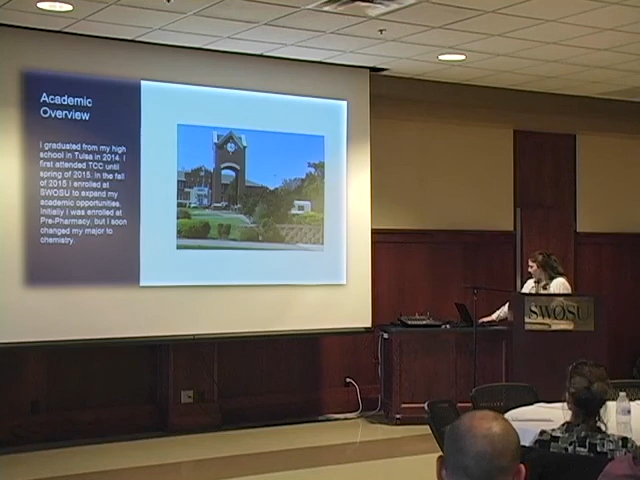 Academic
Overview
I graduated from my high
school in Tulsa in 2014. I
first attended TCC until
spring of 2015. In the fall
of 2015 I enrolled at
SWOSU to expand my
academic opportunities.
Initially I was enrolled at
Pre-Pharmacy, but I soon
changed my major to
chemistry.
SWOSU